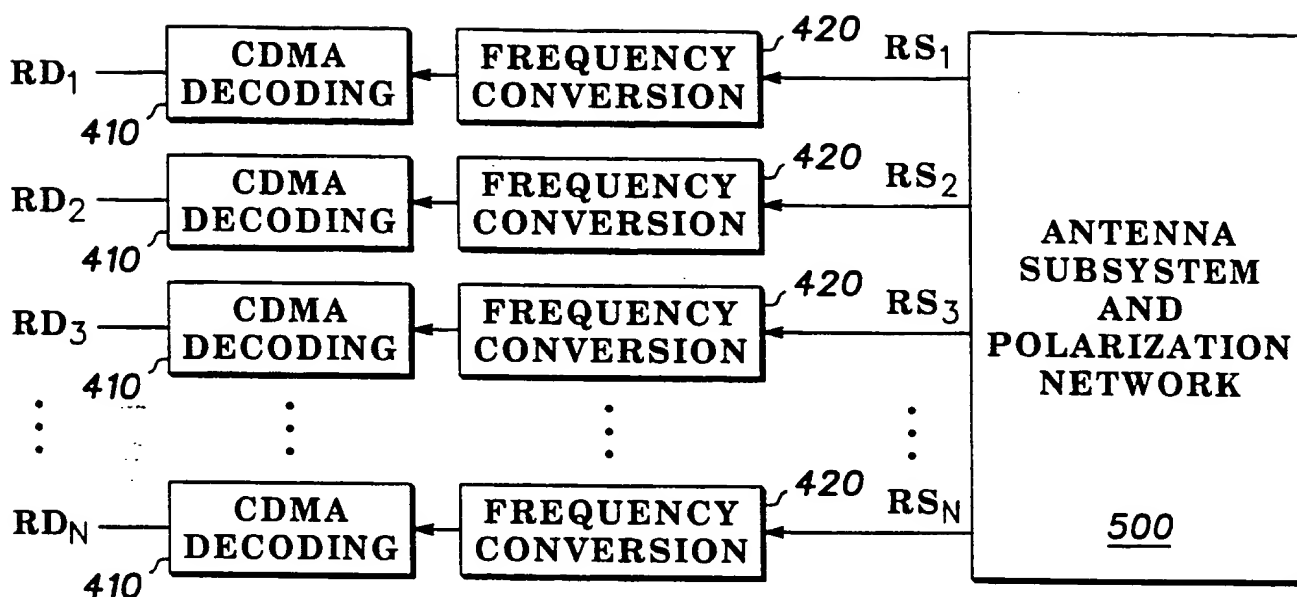 RD1
CDMA
DECODING
410
FREQUENCY
CONVERSION
420
RS1
RD2
CDMA
DECODING
410
FREQUENCY
CONVERSION
420
RS2
RD3
CDMA
DECODING
410
FREQUENCY
CONVERSION
420
RS3
RDN
CDMA
DECODING
410
FREQUENCY
CONVERSION
420
RSN
ANTENNA
SUBSYSTEM
AND
POLARIZATION
NETWORK
500